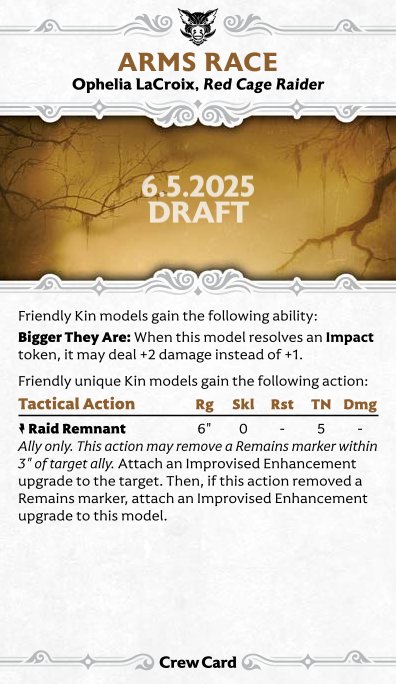 ARMS RACE
Ophelia LaCroix, Red Cage Raider
6.5.2025
DRAFT
Friendly Kin models gain the following ability:
Bigger They Are: When this model resolves an Impact
token, it may deal +2 damage instead of +1.
Friendly unique Kin models gain the following action:
Tactical Action Rg Skl Rst TN Dmg
Raid Remnant 6" 0 - 5 -
Ally only. This action may remove a Remains marker within
3" of target ally. Attach an Improvised Enhancement
upgrade to the target. Then, if this action removed a
Remains marker, attach an Improvised Enhancement
upgrade to this model.
Crew Card